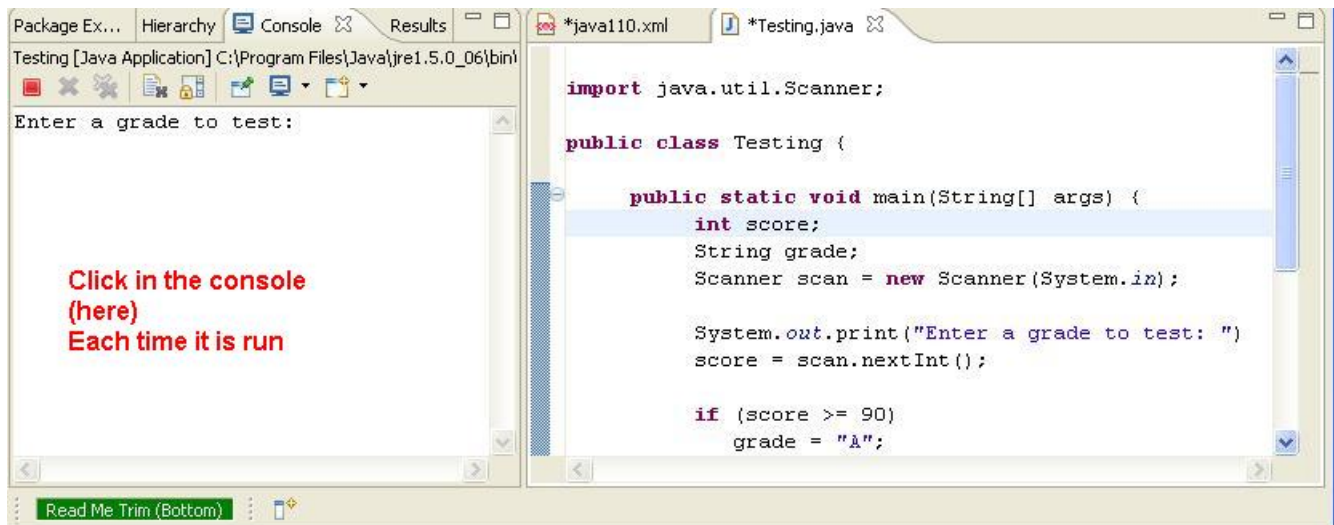 Package Ex... Hierarchy Console Results
Testing [Java Application] C:\Program Files\Java\jre1.5.0_06\bin\
Enter a grade to test:
Click in the console
(here)
Each time it is run
*java110.xml *Testing.java
import java.util.Scanner;
public class Testing {
public static void main(String[] args) {
int score;
String grade;
Scanner scan = new Scanner(System.in);
System.out.print("Enter a grade to test: ")
score = scan.nextInt();
if (score >= 90)
grade = "A";
Read Me Trim (Bottom)